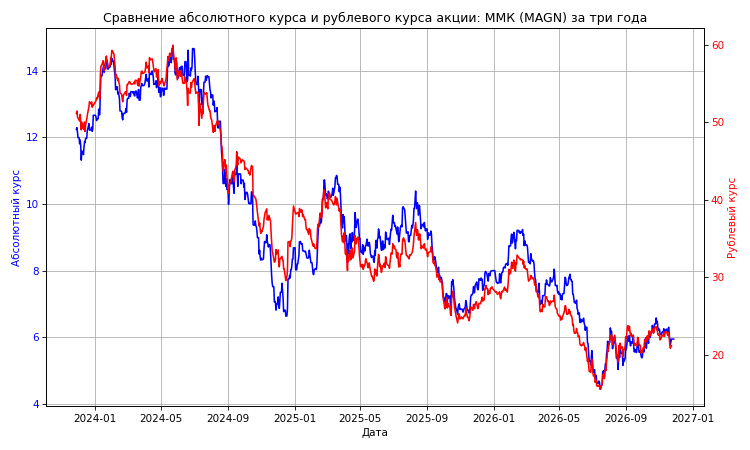 Сравнение абсолютного курса и рублевого курса акции: ММК (MAGN) за три года
Абсолютный курс
14
12
10
8
6
4
60
50
40
30
20
Рублевый курс
2024-01 2024-05 2024-09 2025-01 2025-05 2025-09 2026-01 2026-05 2026-09 2027-01
Дата